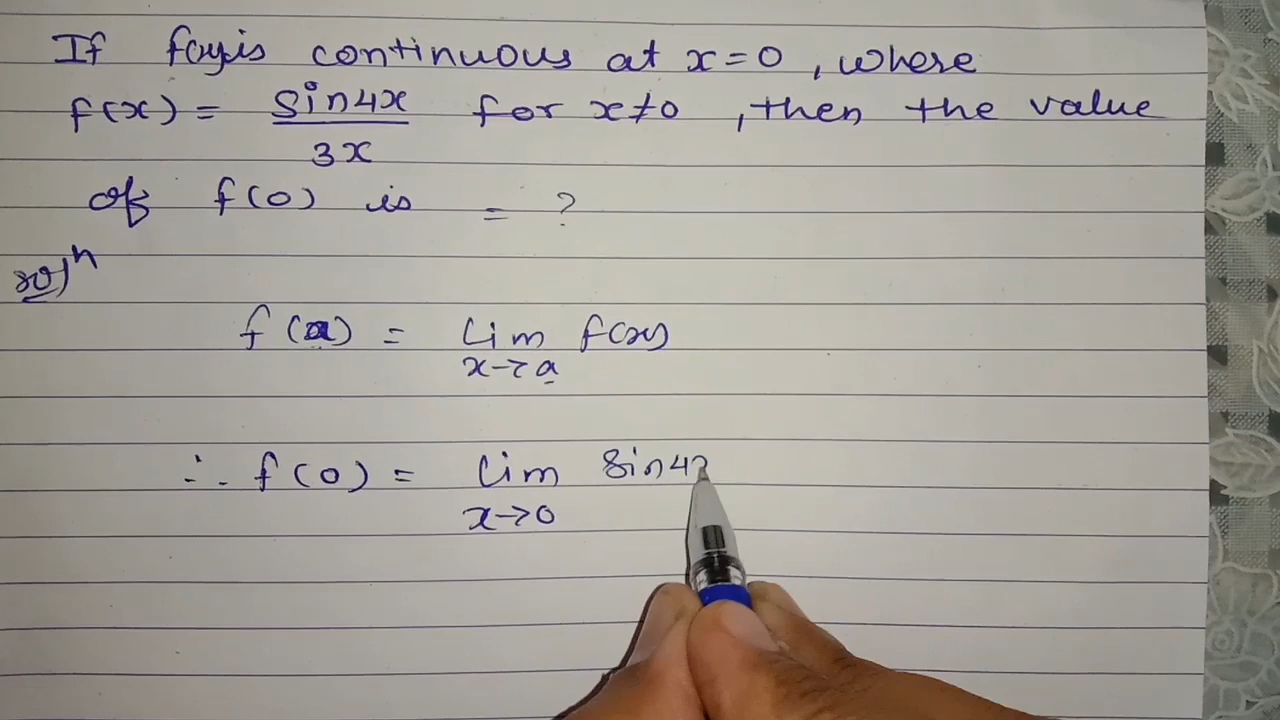 If f(x) is continuous at x=0, where
f(x) = sin4x/3x for x≠0, then the value
of f(0) is = ?
soln
f(a) = Lim x→a f(x)
∴ f(0) = Lim x→0 Sin4x